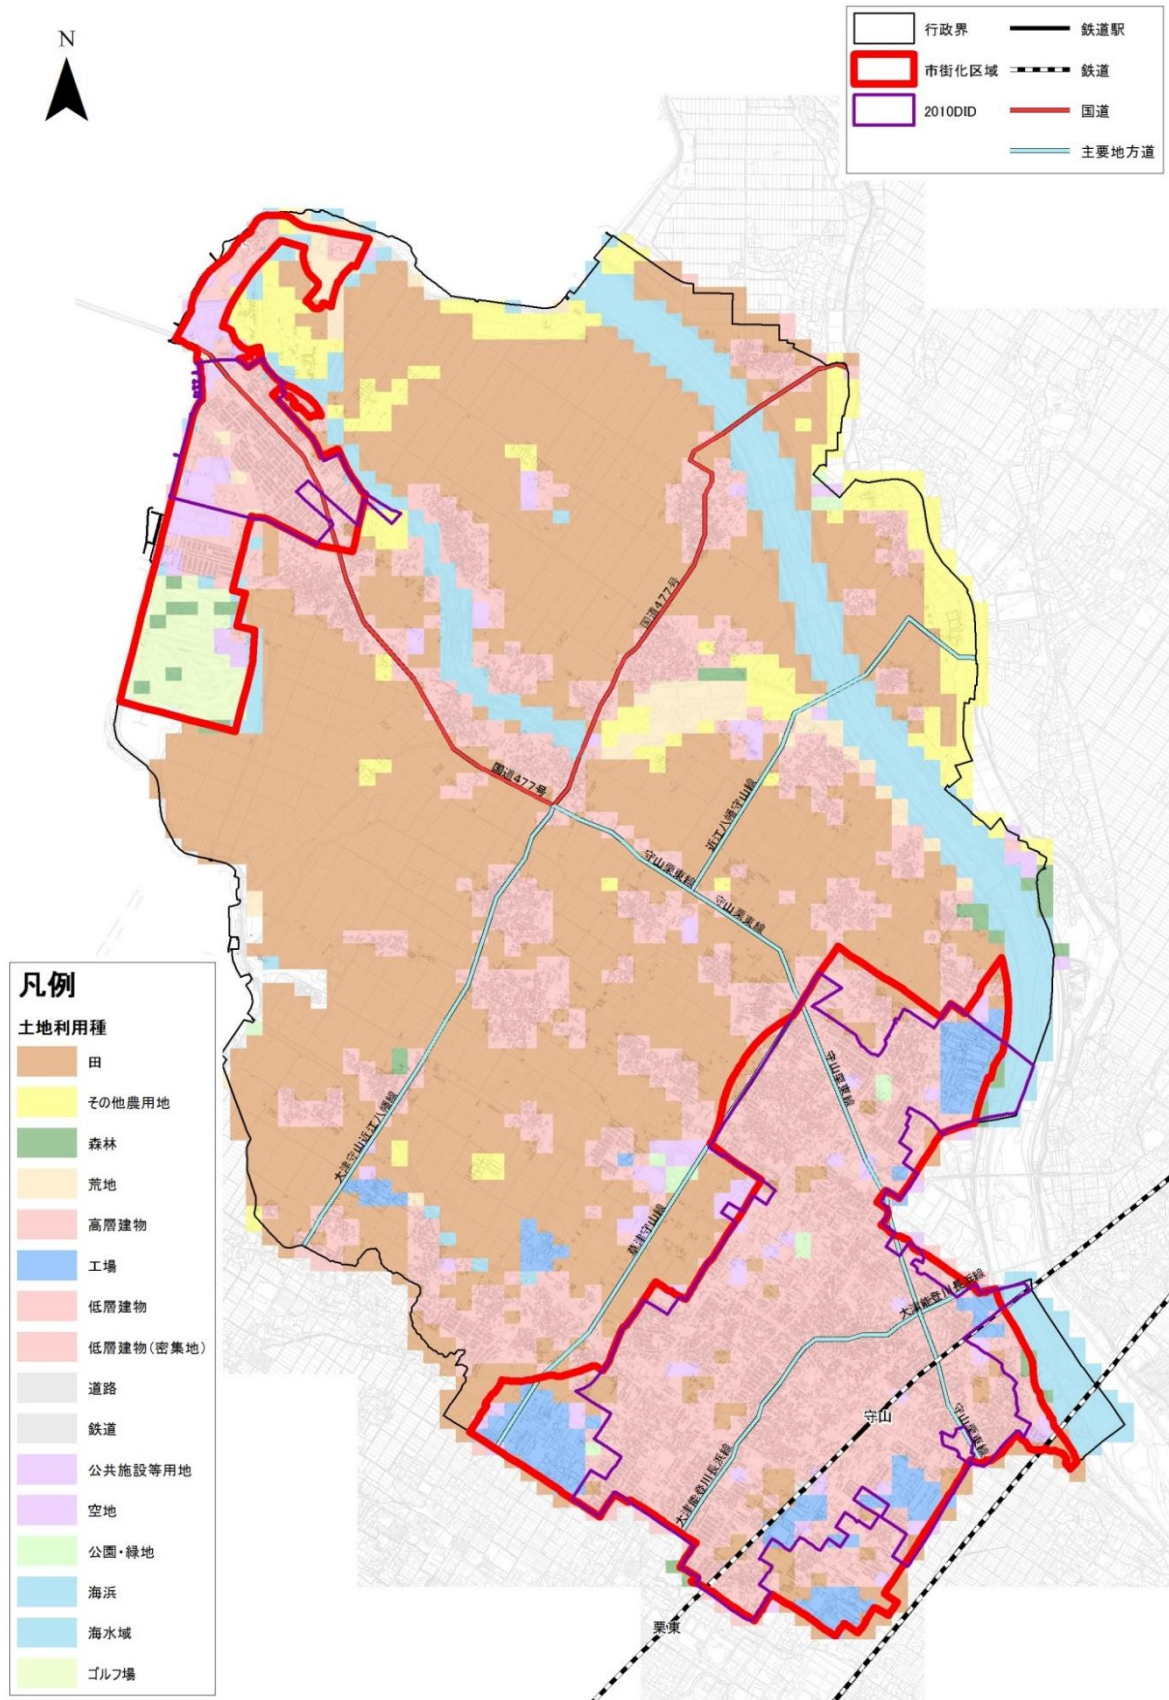 N
行政界
市街化区域
2010DID
鉄道駅
鉄道
国道
主要地方道
国道477号
国道477号
近江八幡守山線
守山栗東線
守山栗東線
守山栗東線
大津守山近江八幡線
草津守山線
大津能登川長浜線
守山
守山栗東線
大津能登川長浜線
栗東
凡例
土地利用種
田
その他農用地
森林
荒地
高層建物
工場
低層建物
低層建物(密集地)
道路
鉄道
公共施設等用地
空地
公園・緑地
海浜
海水域
ゴルフ場